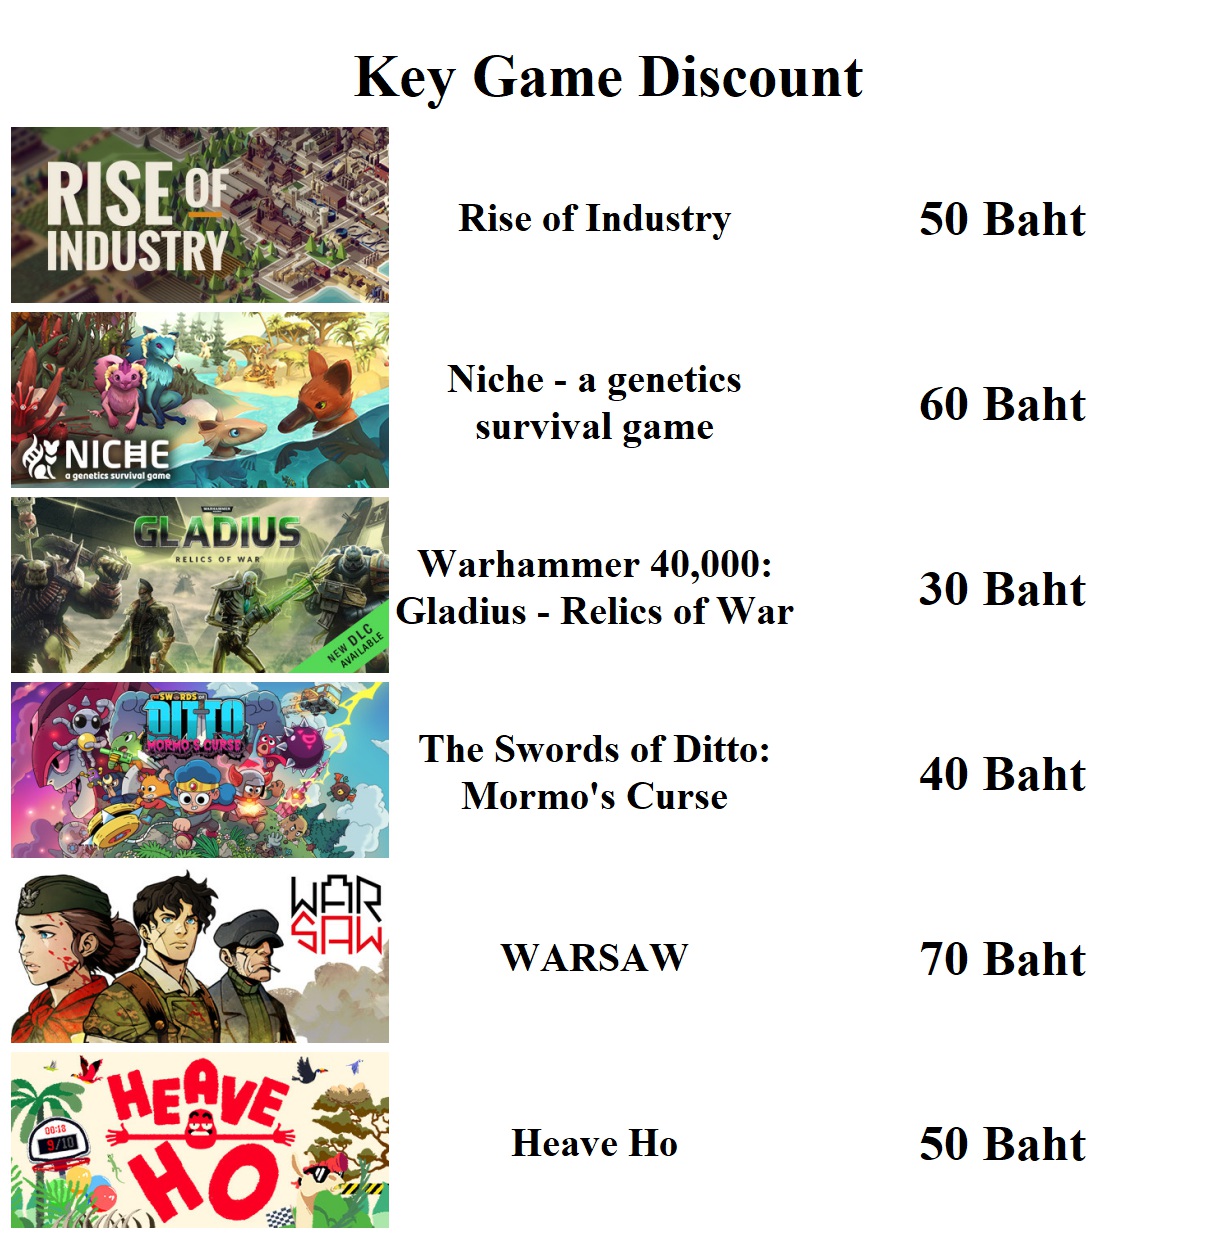 Key Game Discount
RISE OF
INDUSTRY
Rise of Industry
50 Baht
NICHE
a genetics survival game
Niche - a genetics
survival game
60 Baht
WARHAMMER
GLADIUS
RELICS OF WAR
NEW DLC
AVAILABLE
Warhammer 40,000:
Gladius - Relics of War
30 Baht
THE SWORDS OF
DITTO
MORMO'S CURSE
The Swords of Ditto:
Mormo's Curse
40 Baht
WAR
SAW
WARSAW
70 Baht
HEAVE
HO
00:18
9/10
Heave Ho
50 Baht